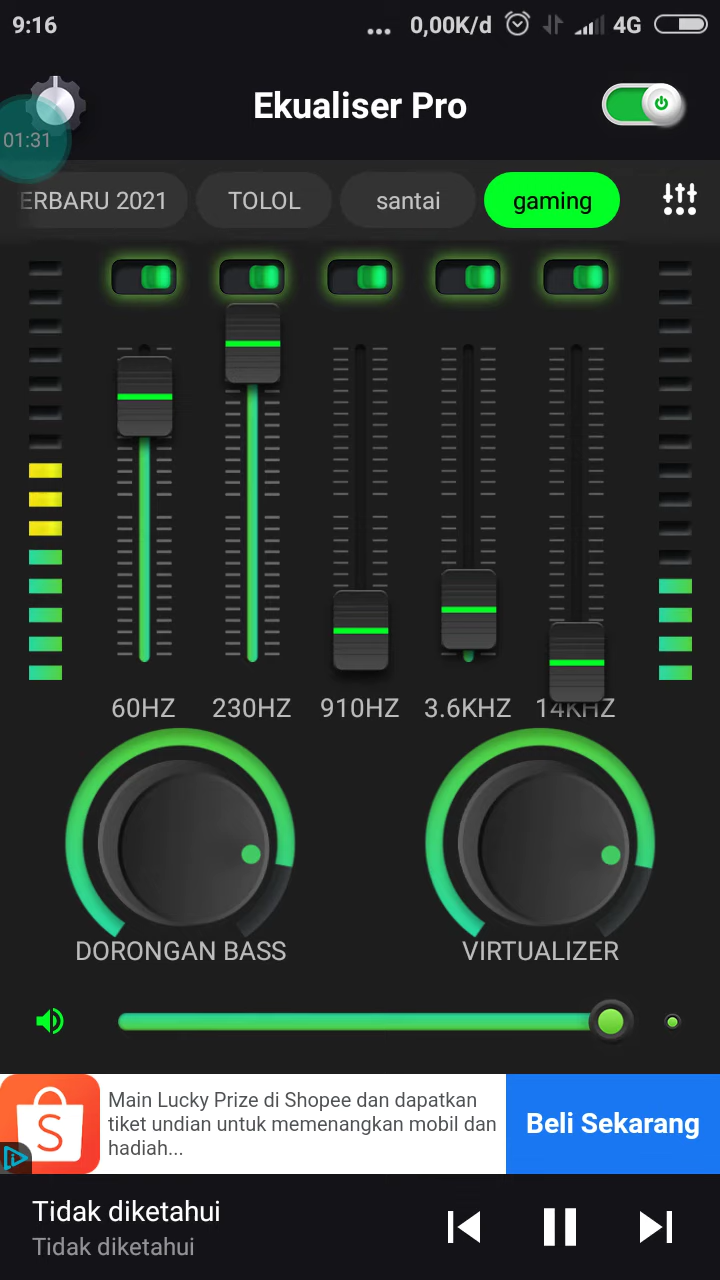 9:16
... 0,00K/d 4G
Ekualiser Pro
01:31
ERBARU 2021 TOLOL santai gaming
60HZ 230HZ 910HZ 3.6KHZ 14KHZ
DORONGAN BASS VIRTUALIZER
Main Lucky Prize di Shopee dan dapatkan
tiket undian untuk memenangkan mobil dan
hadiah...
Beli Sekarang
Tidak diketahui
Tidak diketahui